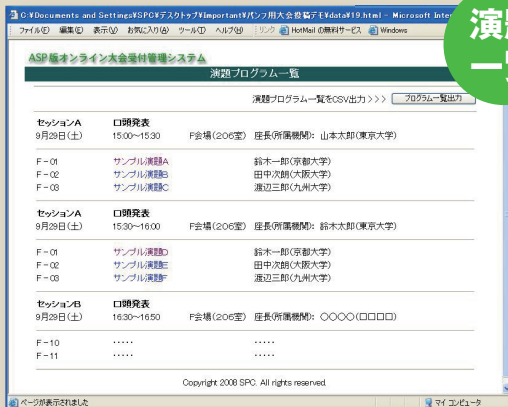 C:¥Documents and Settings¥SPC¥デスクトップ¥Important¥パンフ用大会投稿デモ¥data¥19.html - Microsoft Inter
ファイル(F) 編集(E) 表示(V) お気に入り(A) ツール(T) ヘルプ(H) リンク HotMail の無料サービス Windows
演題
一覧
ASP版オンライン大会受付管理システム
演題プログラム一覧
演題プログラム一覧をCSV出力>>> プログラム一覧出力
セッションA 口頭発表
9月29日(土) 15:00~15:30 F会場(206室) 座長(所属機関): 山本太郎(東京大学)
F-01 サンプル演題A 鈴木一郎(京都大学)
F-02 サンプル演題B 田中次朗(大阪大学)
F-03 サンプル演題C 渡辺三郎(九州大学)
セッションA 口頭発表
9月29日(土) 15:30~16:00 F会場(206室) 座長(所属機関): 鈴木太郎(東京大学)
F-01 サンプル演題D 鈴木一郎(京都大学)
F-02 サンプル演題E 田中次朗(大阪大学)
F-03 サンプル演題F 渡辺三郎(九州大学)
セッションB 口頭発表
9月29日(土) 16:30~16:50 F会場(206室) 座長(所属機関): ○○○○(□□□□)
F-10 ..... .....
F-11 ..... .....
Copyright 2008 SPC. All rights reserved.
ページが表示されました マイ コンピュータ